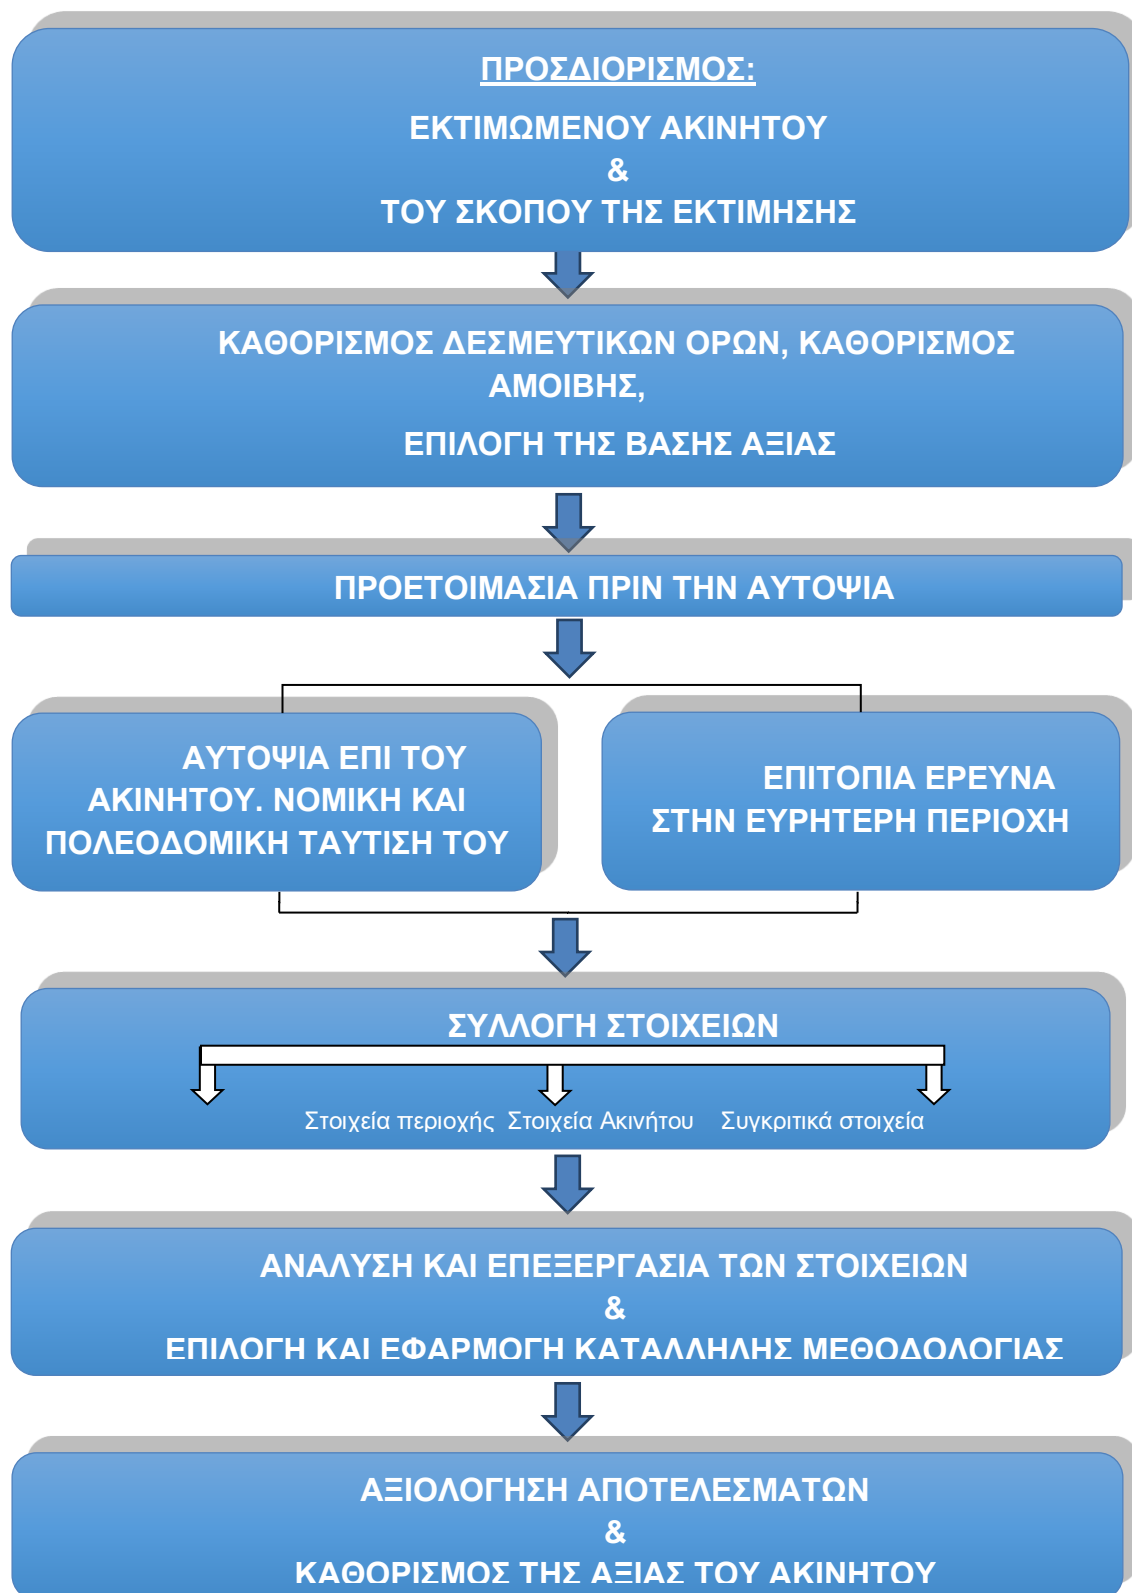 ΠΡΟΣΔΙΟΡΙΣΜΟΣ:
ΕΚΤΙΜΩΜΕΝΟΥ ΑΚΙΝΗΤΟΥ
&
ΤΟΥ ΣΚΟΠΟΥ ΤΗΣ ΕΚΤΙΜΗΣΗΣ
ΚΑΘΟΡΙΣΜΟΣ ΔΕΣΜΕΥΤΙΚΩΝ ΟΡΩΝ, ΚΑΘΟΡΙΣΜΟΣ
ΑΜΟΙΒΗΣ,
ΕΠΙΛΟΓΗ ΤΗΣ ΒΑΣΗΣ ΑΞΙΑΣ
ΠΡΟΕΤΟΙΜΑΣΙΑ ΠΡΙΝ ΤΗΝ ΑΥΤΟΨΙΑ
ΑΥΤΟΨΙΑ ΕΠΙ ΤΟΥ
ΑΚΙΝΗΤΟΥ. ΝΟΜΙΚΗ ΚΑΙ
ΠΟΛΕΟΔΟΜΙΚΗ ΤΑΥΤΙΣΗ ΤΟΥ
ΕΠΙΤΟΠΙΑ ΕΡΕΥΝΑ
ΣΤΗΝ ΕΥΡΗΤΕΡΗ ΠΕΡΙΟΧΗ
ΣΥΛΛΟΓΗ ΣΤΟΙΧΕΙΩΝ
Στοιχεία περιοχής Στοιχεία Ακινήτου Συγκριτικά στοιχεία
ΑΝΑΛΥΣΗ ΚΑΙ ΕΠΕΞΕΡΓΑΣΙΑ ΤΩΝ ΣΤΟΙΧΕΙΩΝ
&
ΕΠΙΛΟΓΗ ΚΑΙ ΕΦΑΡΜΟΓΗ ΚΑΤΑΛΛΗΛΗΣ ΜΕΘΟΔΟΛΟΓΙΑΣ
ΑΞΙΟΛΟΓΗΣΗ ΑΠΟΤΕΛΕΣΜΑΤΩΝ
&
ΚΑΘΟΡΙΣΜΟΣ ΤΗΣ ΑΞΙΑΣ ΤΟΥ ΑΚΙΝΗΤΟΥ